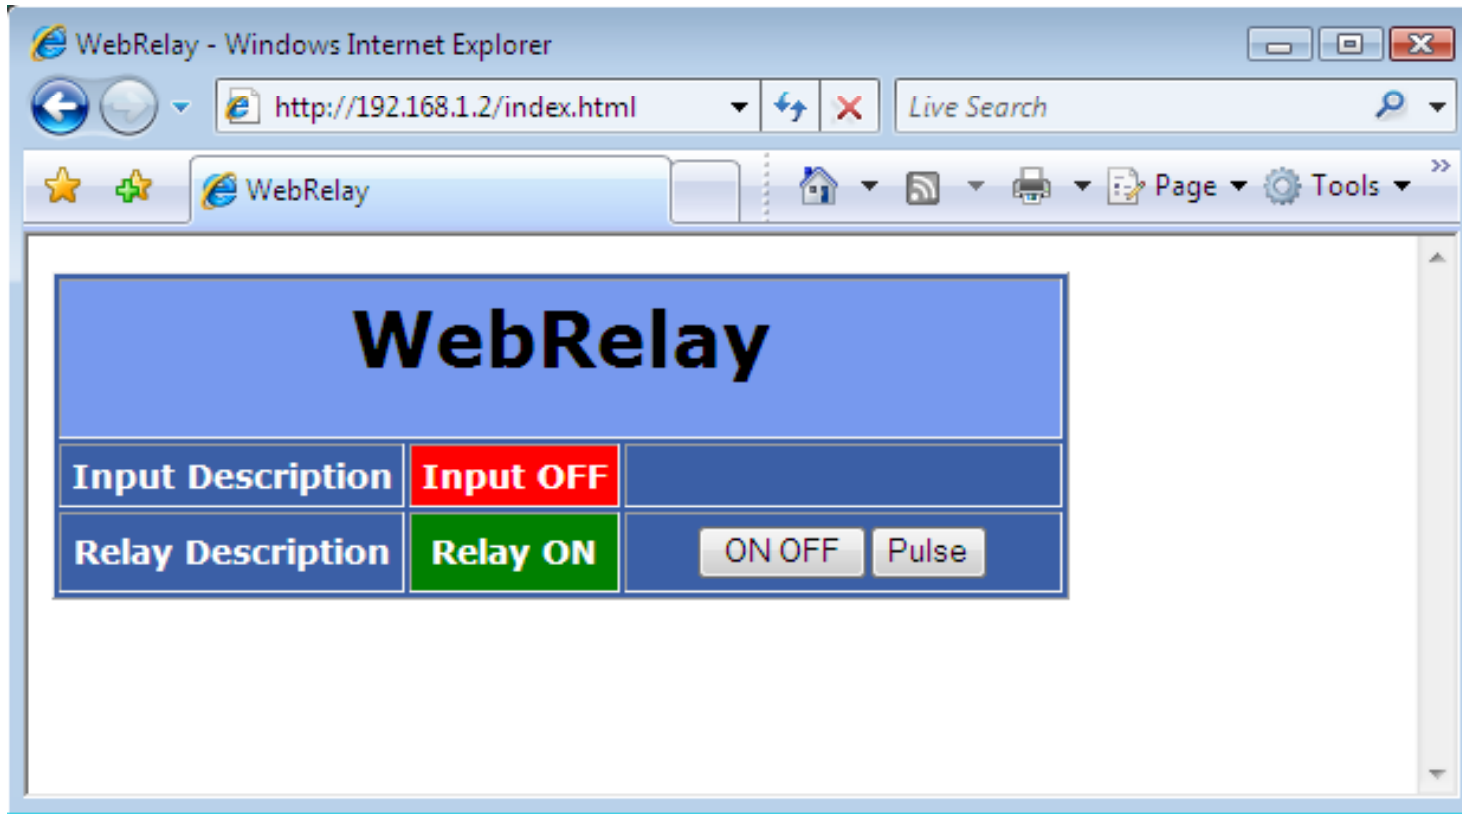 WebRelay - Windows Internet Explorer
http://192.168.1.2/index.html
Live Search
WebRelay
Page
Tools
WebRelay
Input Description Input OFF
Relay Description Relay ON ON OFF Pulse